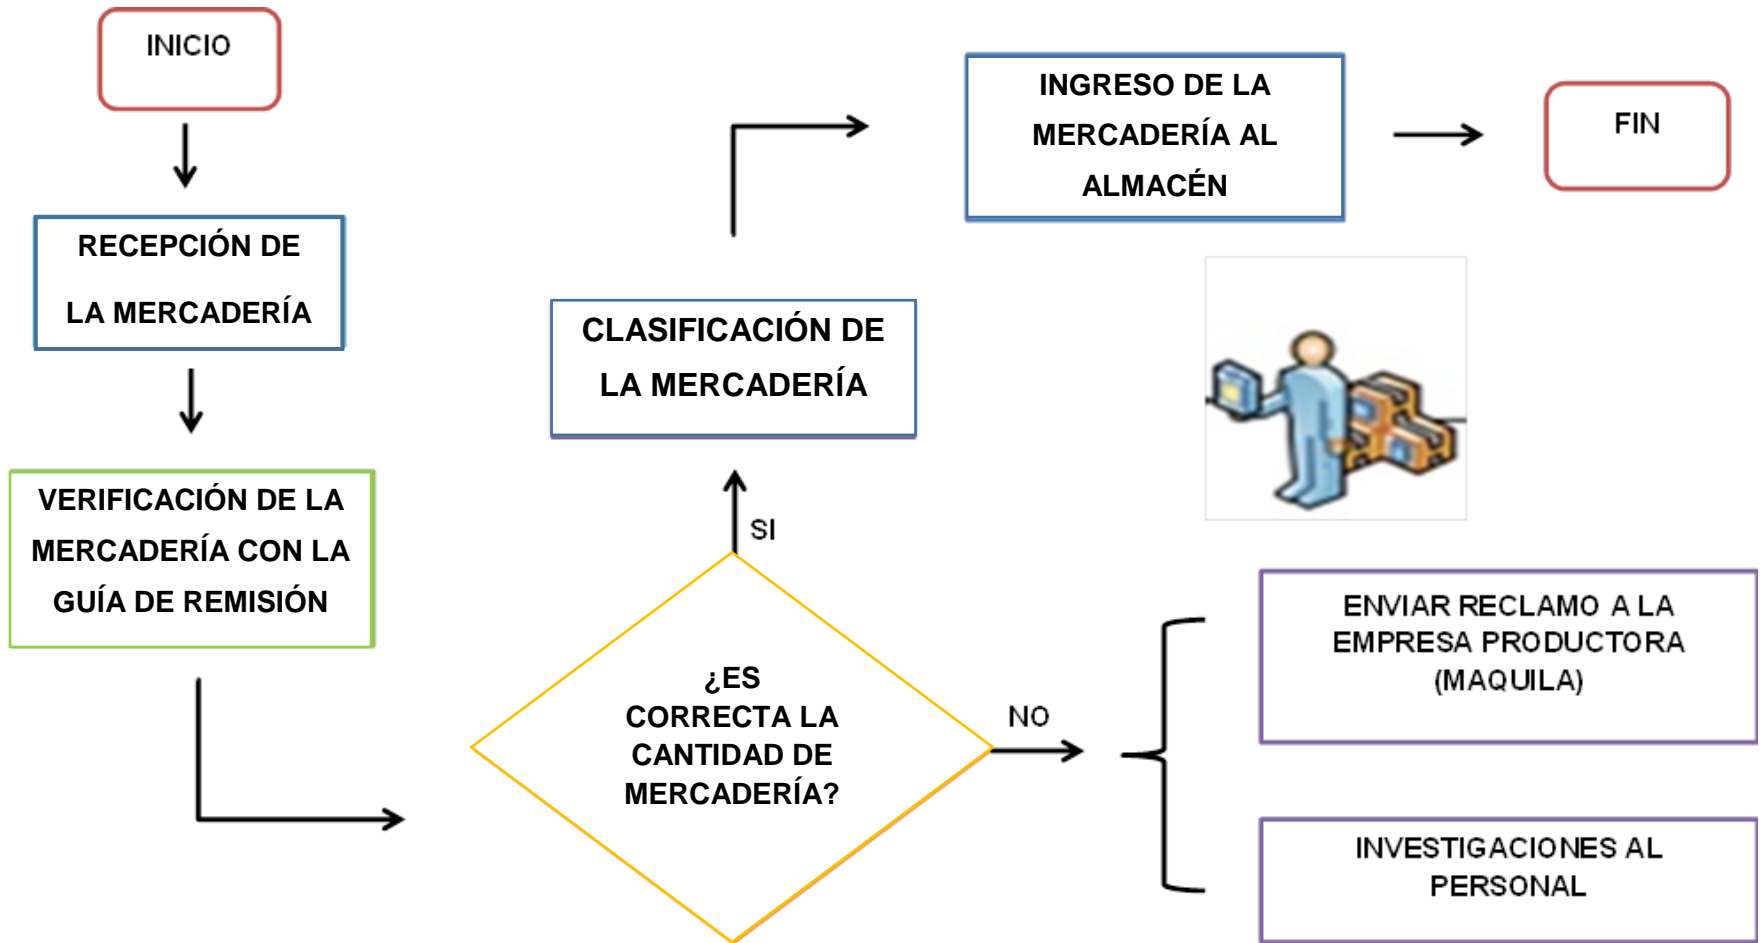 INICIO
RECEPCIÓN DE
LA MERCADERÍA
VERIFICACIÓN DE LA
MERCADERÍA CON LA
GUÍA DE REMISIÓN
¿ES
CORRECTA LA
CANTIDAD DE
MERCADERÍA?
SI
CLASIFICACIÓN DE
LA MERCADERÍA
INGRESO DE LA
MERCADERÍA AL
ALMACÉN
FIN
NO
ENVIAR RECLAMO A LA
EMPRESA PRODUCTORA
(MAQUILA)
INVESTIGACIONES AL
PERSONAL